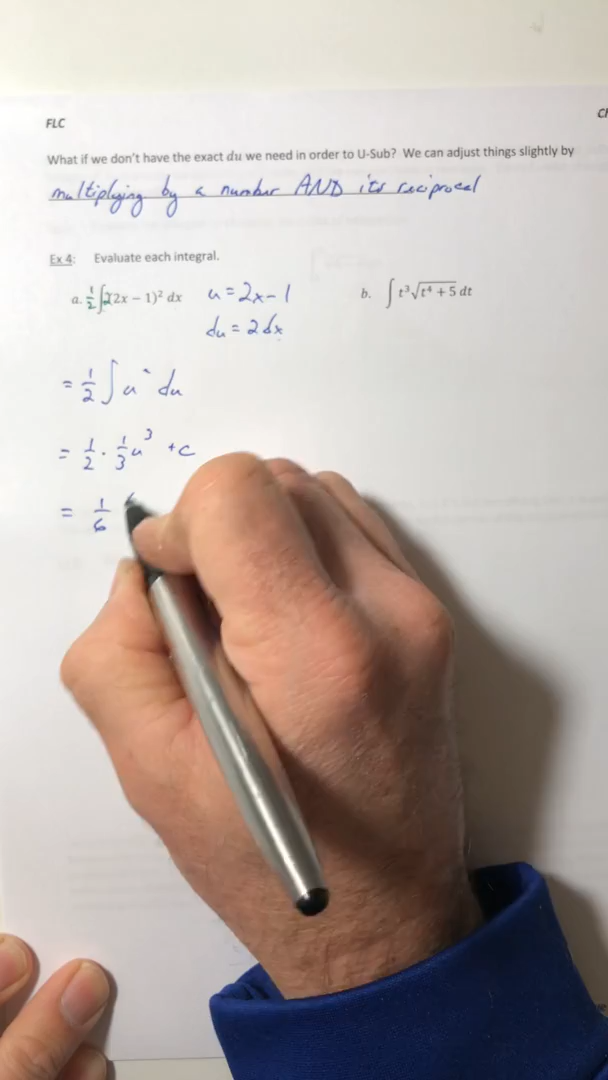 FLC
What if we don't have the exact du we need in order to U-Sub? We can adjust things slightly by
multiplying by a number AND its reciprocal
Ex 4: Evaluate each integral.
a. 1/2 ∫2(2x – 1)² dx u = 2x-1 b. ∫ t³√(t⁴ + 5) dt
du = 2dx
= 1/2 ∫ u² du
= 1/2 · 1/3 u³ + c
= 1/6 (